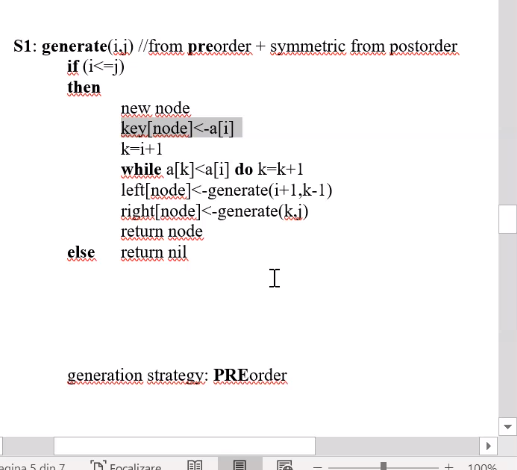 S1: generate(i,j) //from preorder + symmetric from postorder
if (i<=j)
then
new node
key[node]<-a[i]
k=i+1
while a[k]<a[i] do k=k+1
left[node]<-generate(i+1,k-1)
right[node]<-generate(k,j)
return node
else return nil
generation strategy: PREorder
5 din 7 Focalizare 100%